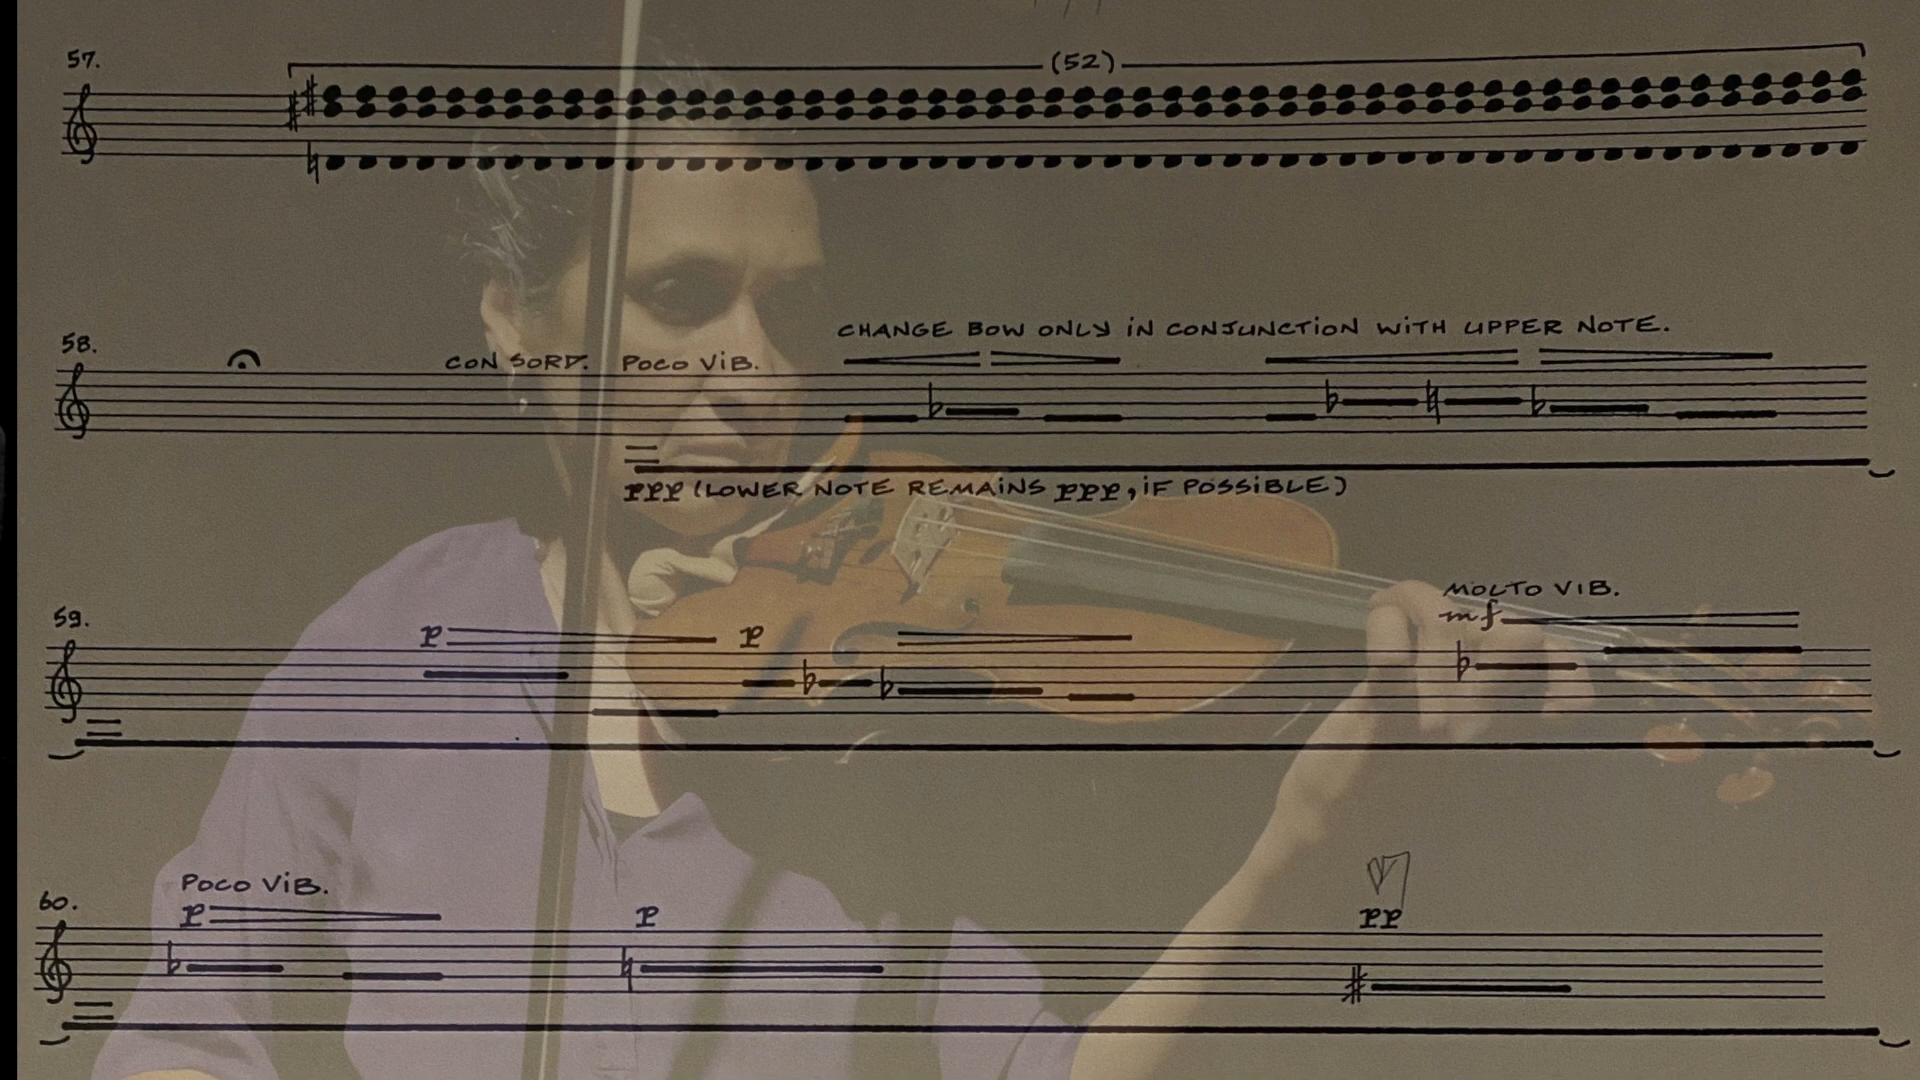 57.
(52)
58.
CON SORD. POCO VIB.
CHANGE BOW ONLY IN CONJUNCTION WITH UPPER NOTE.
ppp (LOWER NOTE REMAINS ppp, IF POSSIBLE)
59.
p
p
MOLTO VIB.
mf
60.
POCO VIB.
p
p
pp